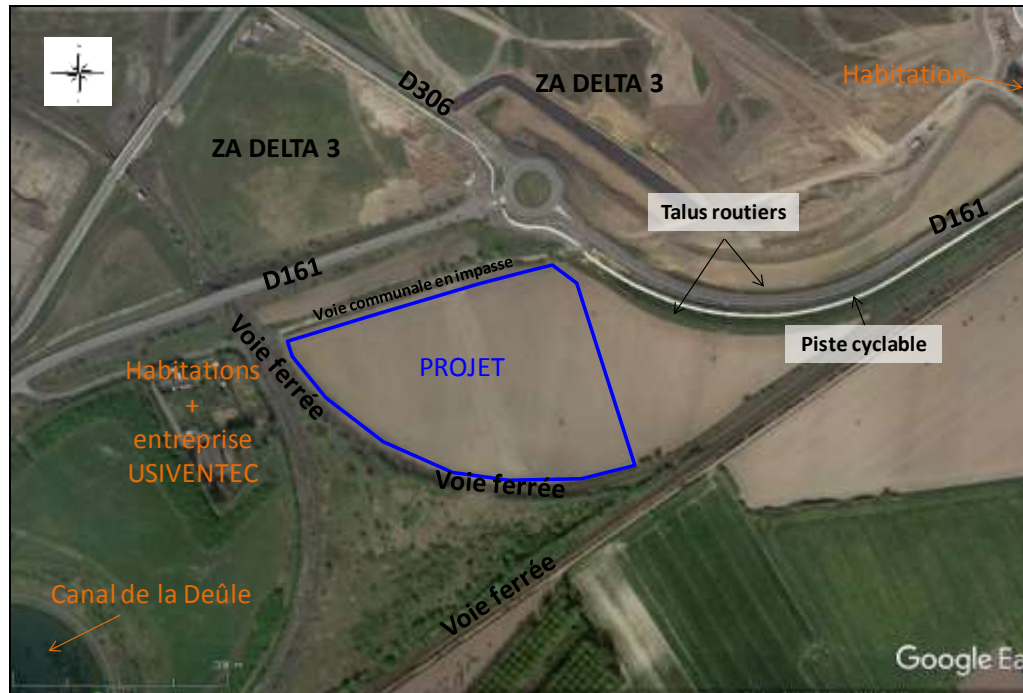 D306
ZA DELTA 3
Habitation
ZA DELTA 3
Talus routiers
D161
D161
Voie communale en impasse
Piste cyclable
Voie ferrée
PROJET
Habitations
+
entreprise
USIVENTEC
Voie ferrée
Voie ferrée
Canal de la Deûle
Google Ea